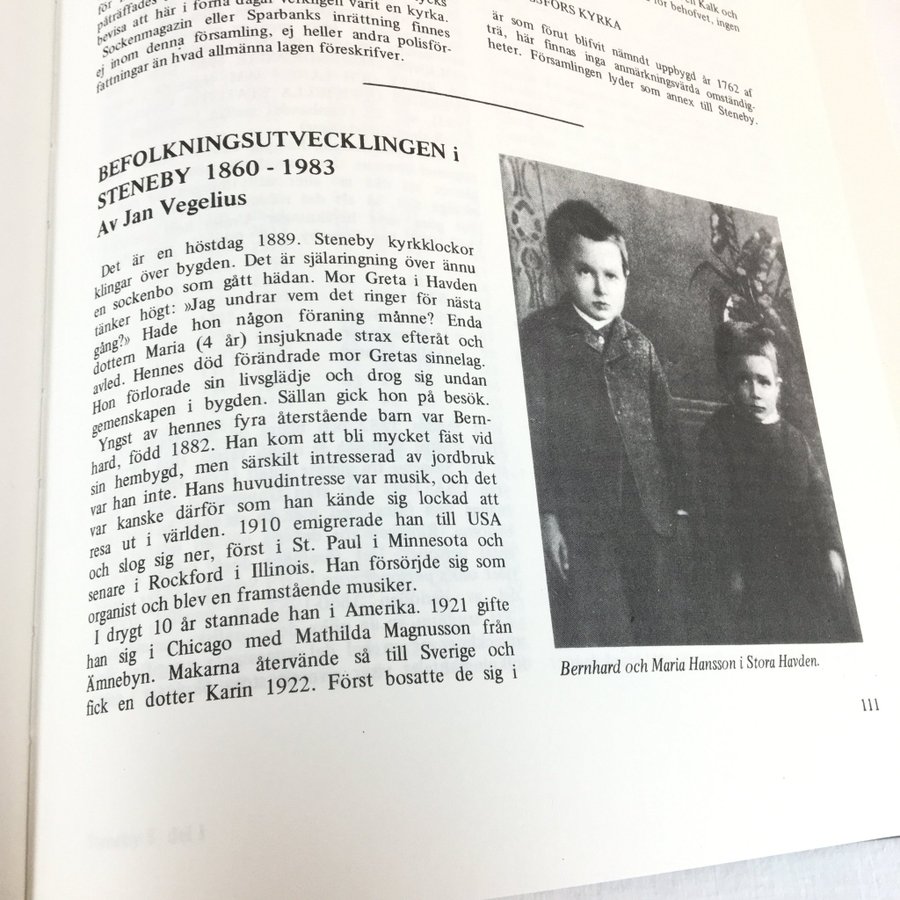 påträffades
bevisa att här i forna dagar verkligen varit en kyrka.
Sockenmagazin eller Sparbanks inrättning finnes
ej inom denna församling, ej heller andra polisför-
fattningar än hvad allmänna lagen föreskrifver.
en Kalk och
för behofvet, ingen
SFORS KYRKA
är som förut blifvit nämndt uppbygd år 1762 af
trä, här finnas inga anmärkningsvärda omständig-
heter. Församlingen lyder som annex till Steneby.
BEFOLKNINGSUTVECKLINGEN i
STENEBY 1860 - 1983
Av Jan Vegelius
Det är en höstdag 1889. Steneby kyrkklockor
klingar över bygden. Det är själaringning över ännu
en sockenbo som gått hädan. Mor Greta i Havden
tänker högt: »Jag undrar vem det ringer för nästa
gång?» Hade hon någon föraning månne? Enda
dottern Maria (4 år) insjuknade strax efteråt och
avled. Hennes död förändrade mor Gretas sinnelag.
Hon förlorade sin livsglädje och drog sig undan
gemenskapen i bygden. Sällan gick hon på besök.
Yngst av hennes fyra återstående barn var Bern-
hard, född 1882. Han kom att bli mycket fäst vid
sin hembygd, men särskilt intresserad av jordbruk
var han inte. Hans huvudintresse var musik, och det
var kanske därför som han kände sig lockad att
resa ut i världen. 1910 emigrerade han till USA
och slog sig ner, först i St. Paul i Minnesota och
senare i Rockford i Illinois. Han försörjde sig som
organist och blev en framstående musiker.
I drygt 10 år stannade han i Amerika. 1921 gifte
han sig i Chicago med Mathilda Magnusson från
Ämnebyn. Makarna återvände så till Sverige och
fick en dotter Karin 1922. Först bosatte de sig i
Bernhard och Maria Hansson i Stora Havden.
111